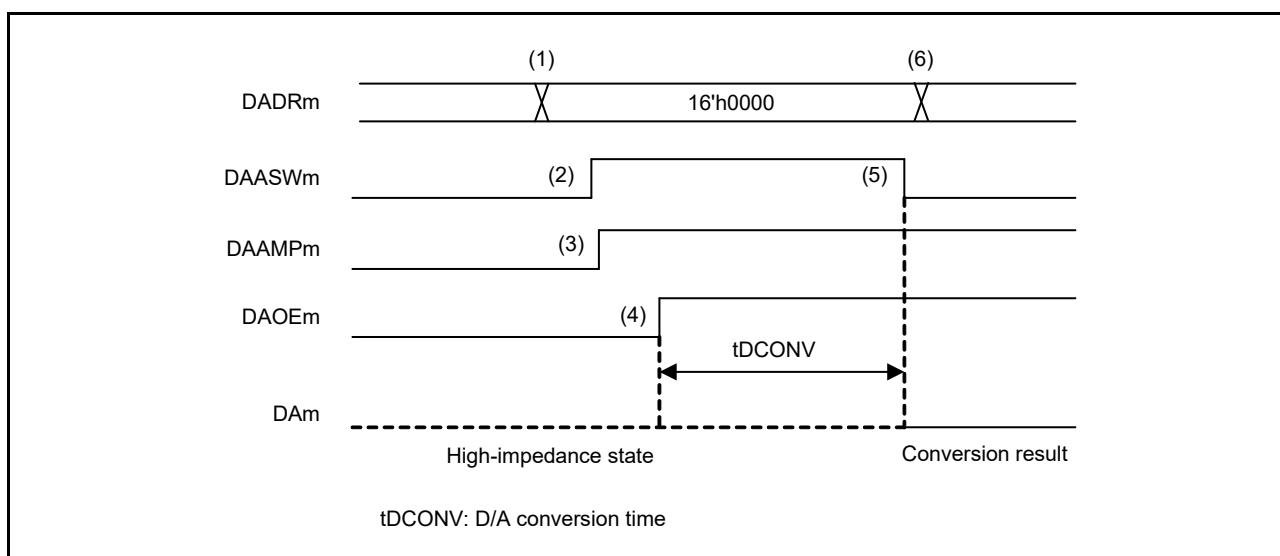 (1) (6)
DADRm 16'h0000
DAASWm (2) (5)
DAAMPm (3)
DAOEm (4)
tDCONV
DAm
High-impedance state Conversion result
tDCONV: D/A conversion time